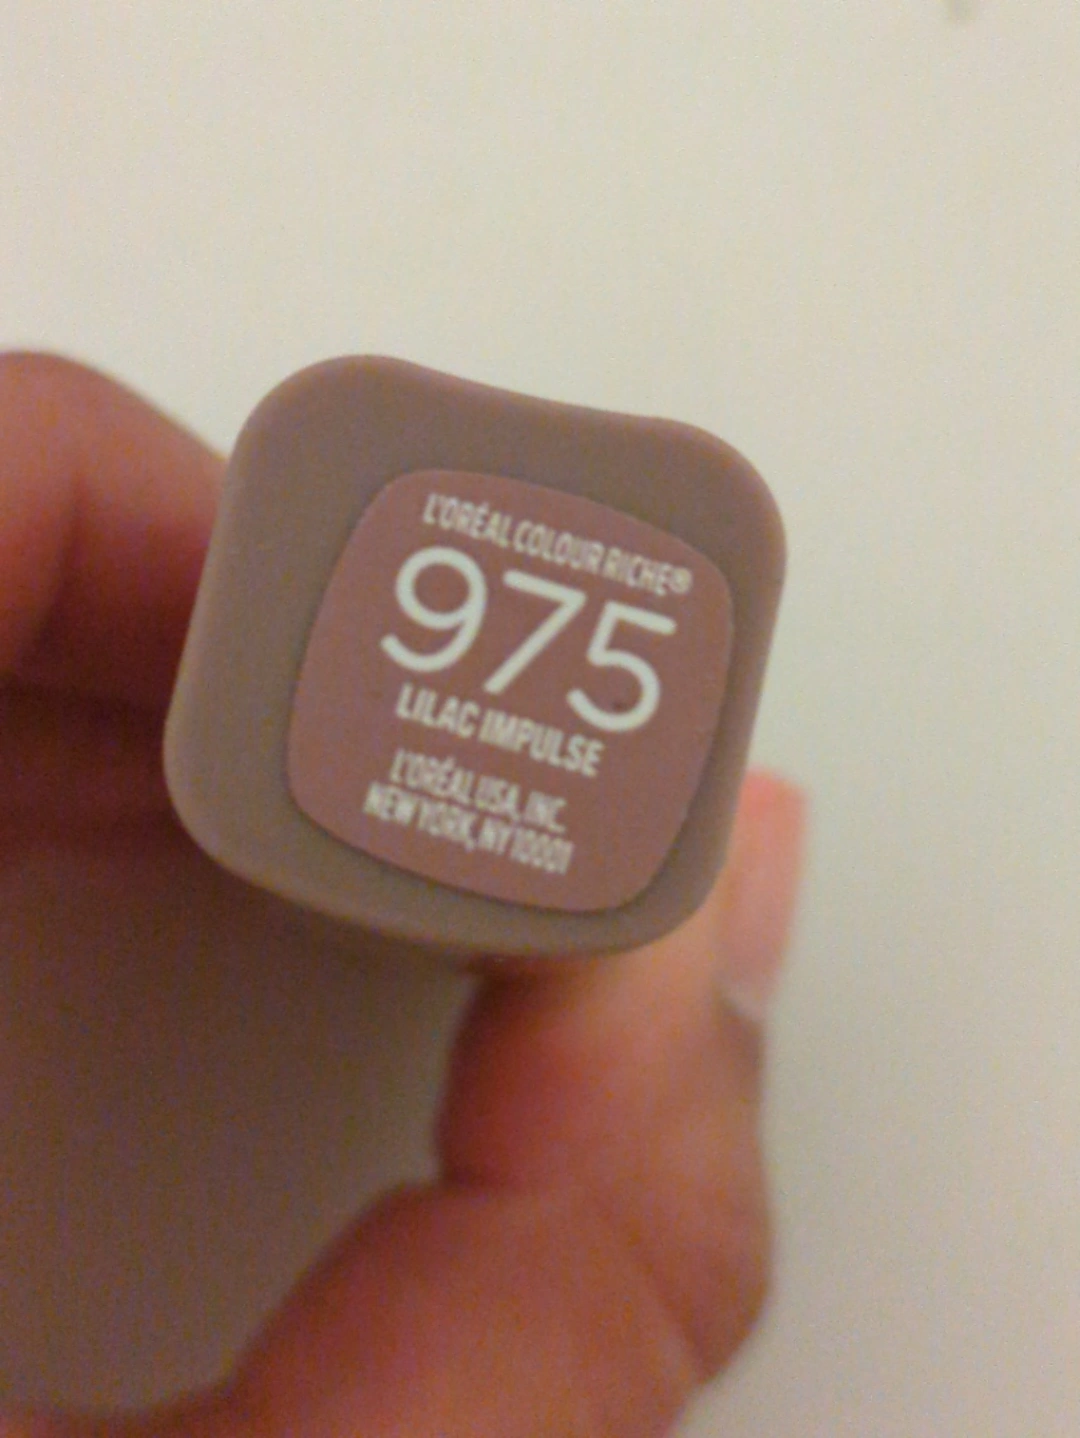 L'ORÉAL COLOUR RICHE®
975
LILAC IMPULSE
L'ORÉAL USA, INC.
NEW YORK, NY 10001